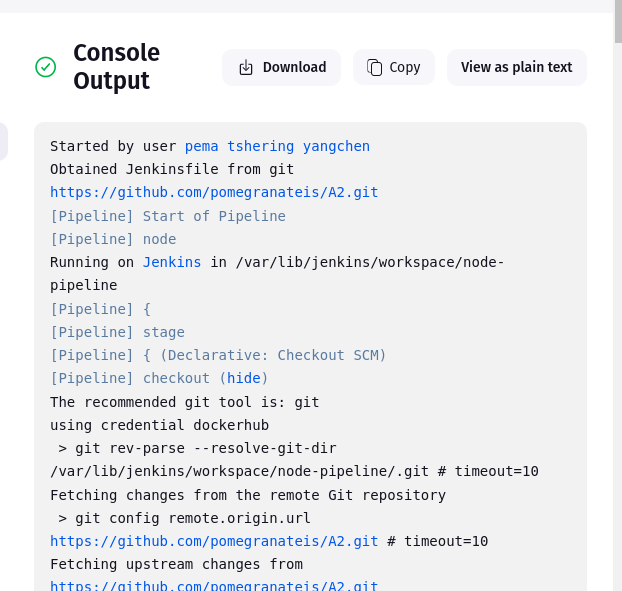 Console
Output
Download
Copy
View as plain text
Started by user pema tshering yangchen
Obtained Jenkinsfile from git
https://github.com/pomegranateis/A2.git
[Pipeline] Start of Pipeline
[Pipeline] node
Running on Jenkins in /var/lib/jenkins/workspace/node-
pipeline
[Pipeline] {
[Pipeline] stage
[Pipeline] { (Declarative: Checkout SCM)
[Pipeline] checkout (hide)
The recommended git tool is: git
using credential dockerhub
 > git rev-parse --resolve-git-dir
/var/lib/jenkins/workspace/node-pipeline/.git # timeout=10
Fetching changes from the remote Git repository
 > git config remote.origin.url
https://github.com/pomegranateis/A2.git # timeout=10
Fetching upstream changes from
https://github.com/pomegranateis/A2.git